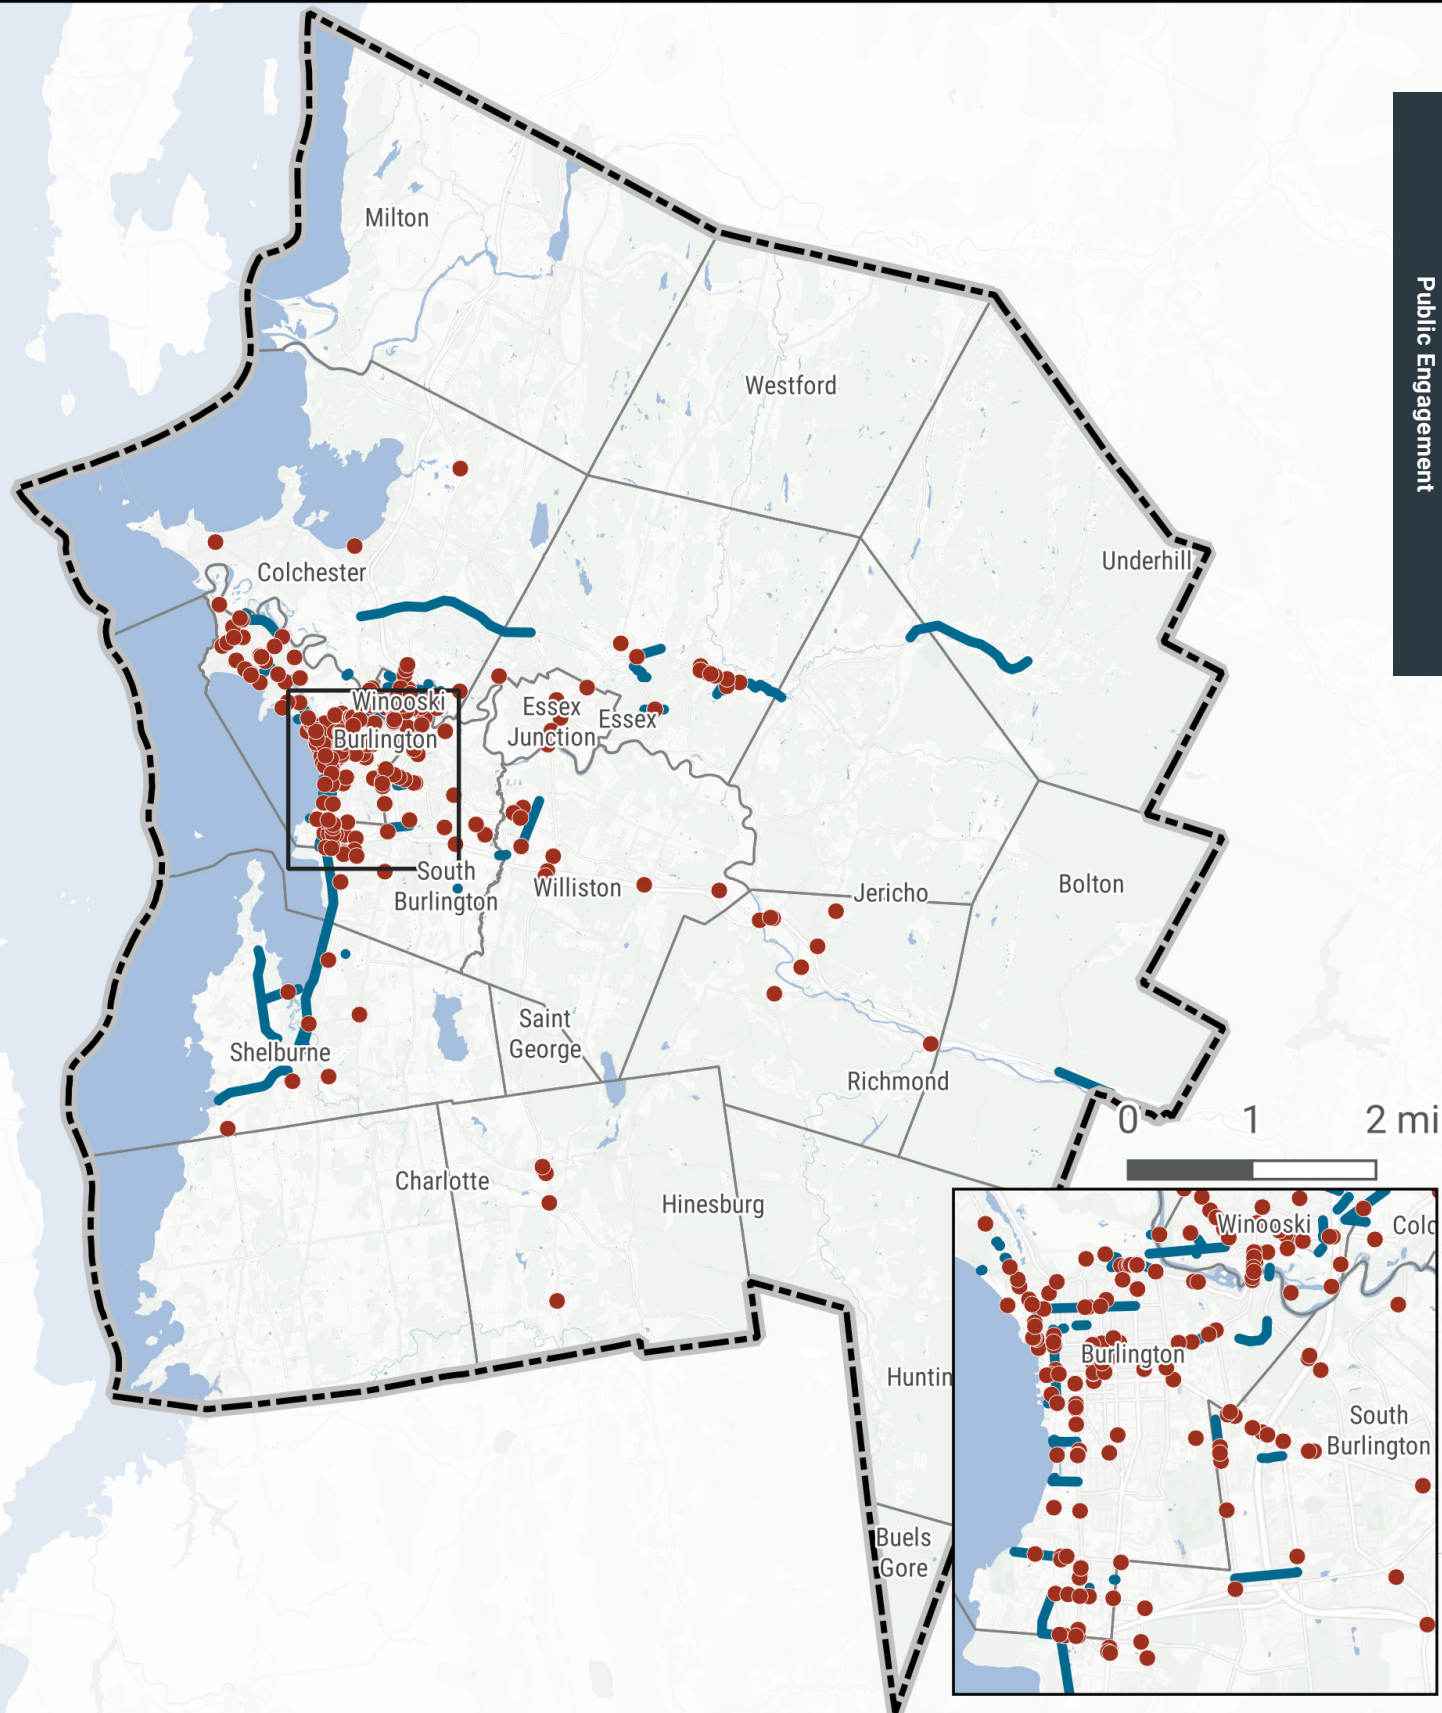 Milton
Public Engagement
Westford
Underhill
Colchester
Winooski
Essex
Junction
Essex
Burlington
South
Burlington
Williston
Jericho
Bolton
Saint
George
Shelburne
Richmond
0 1 2 mi
Charlotte
Hinesburg
Winooski
Colc
Burlington
Huntin
South
Burlington
Buels
Gore